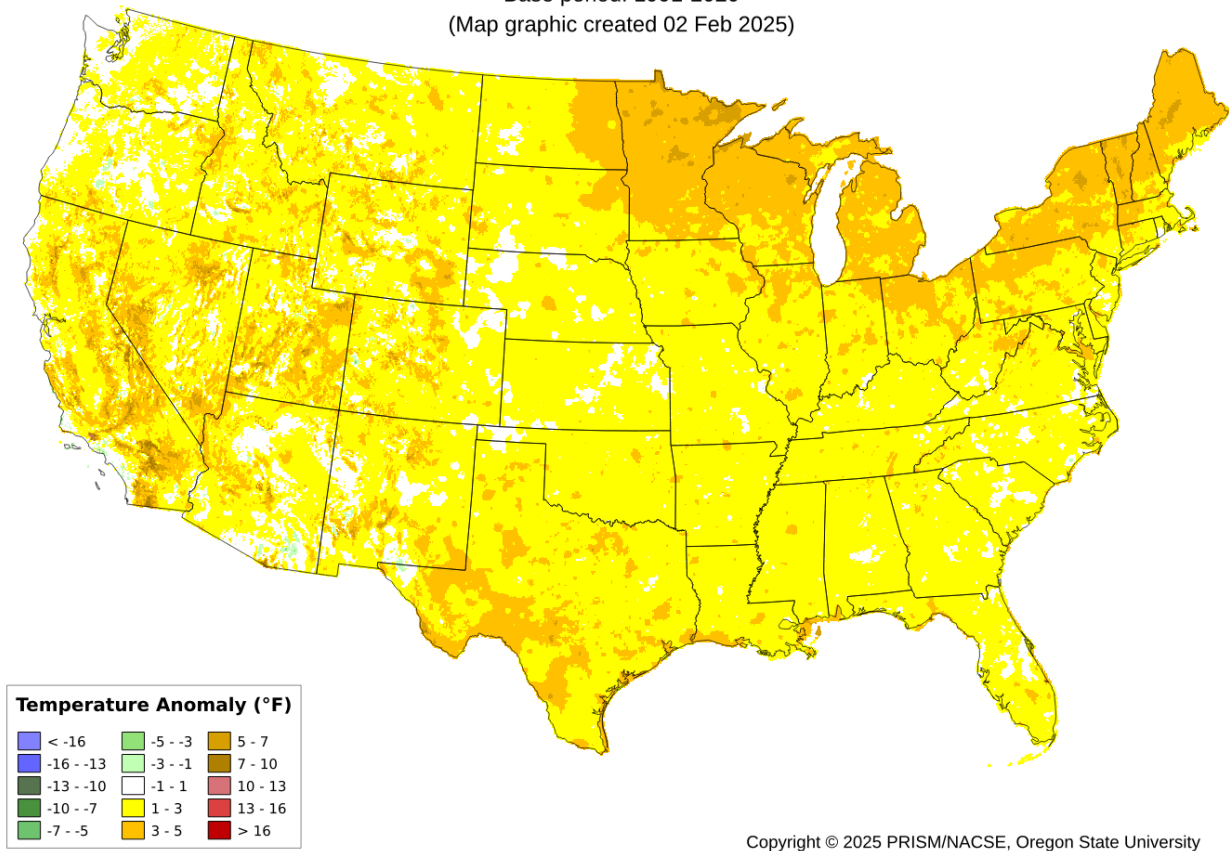 (Map graphic created 02 Feb 2025)
Temperature Anomaly (°F)
< -16
-16 - -13
-13 - -10
-10 - -7
-7 - -5
-5 - -3
-3 - -1
-1 - 1
1 - 3
3 - 5
5 - 7
7 - 10
10 - 13
13 - 16
> 16
Copyright © 2025 PRISM/NACSE, Oregon State University